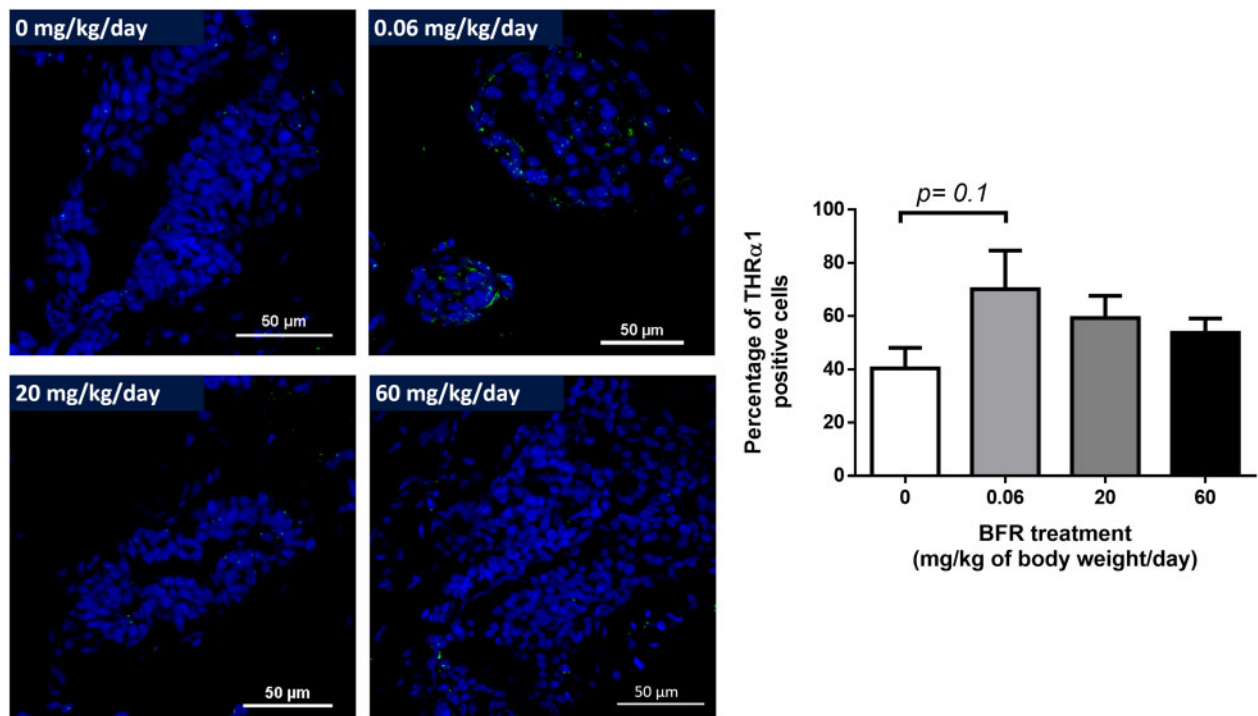 0 mg/kg/day
0.06 mg/kg/day
50 µm
50 µm
20 mg/kg/day
60 mg/kg/day
50 µm
50 µm
p= 0.1
Percentage of THRα1
positive cells
100
80
60
40
20
0
0
0.06
20
60
BFR treatment
(mg/kg of body weight/day)